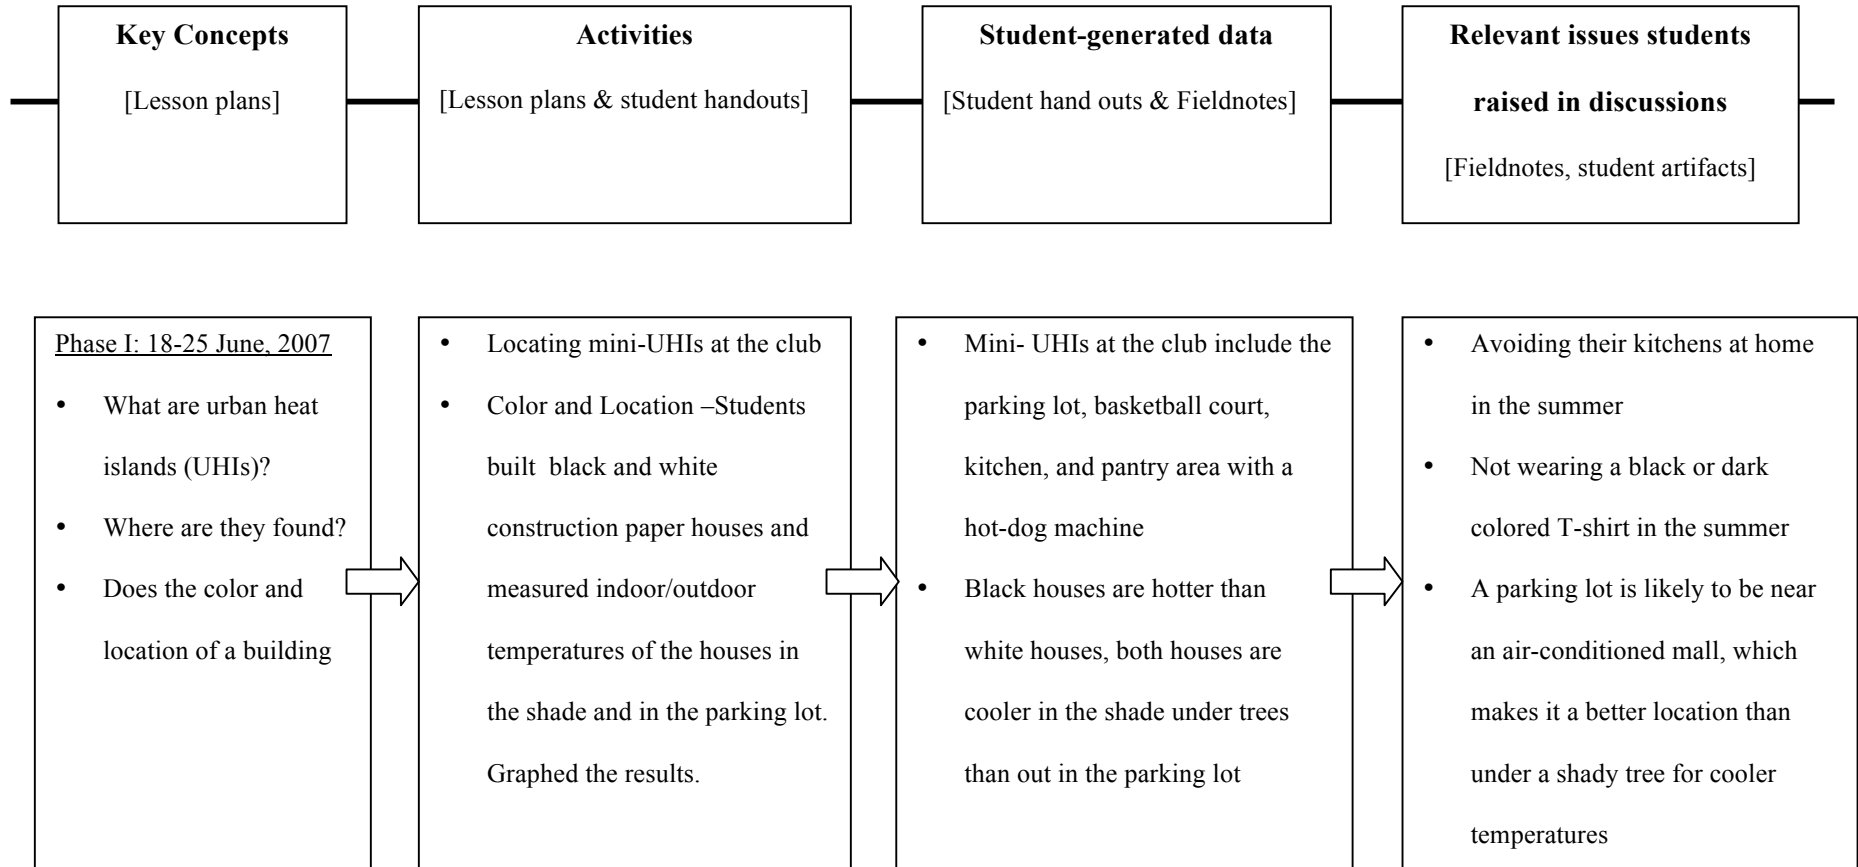 Key Concepts
[Lesson plans]
Activities
[Lesson plans & student handouts]
Student-generated data
[Student hand outs & Fieldnotes]
Relevant issues students
raised in discussions
[Fieldnotes, student artifacts]
Phase I: 18-25 June, 2007
• What are urban heat
islands (UHIs)?
• Where are they found?
• Does the color and
location of a building
• Locating mini-UHIs at the club
• Color and Location –Students
built black and white
construction paper houses and
measured indoor/outdoor
temperatures of the houses in
the shade and in the parking lot.
Graphed the results.
• Mini- UHIs at the club include the
parking lot, basketball court,
kitchen, and pantry area with a
hot-dog machine
• Black houses are hotter than
white houses, both houses are
cooler in the shade under trees
than out in the parking lot
• Avoiding their kitchens at home
in the summer
• Not wearing a black or dark
colored T-shirt in the summer
• A parking lot is likely to be near
an air-conditioned mall, which
makes it a better location than
under a shady tree for cooler
temperatures